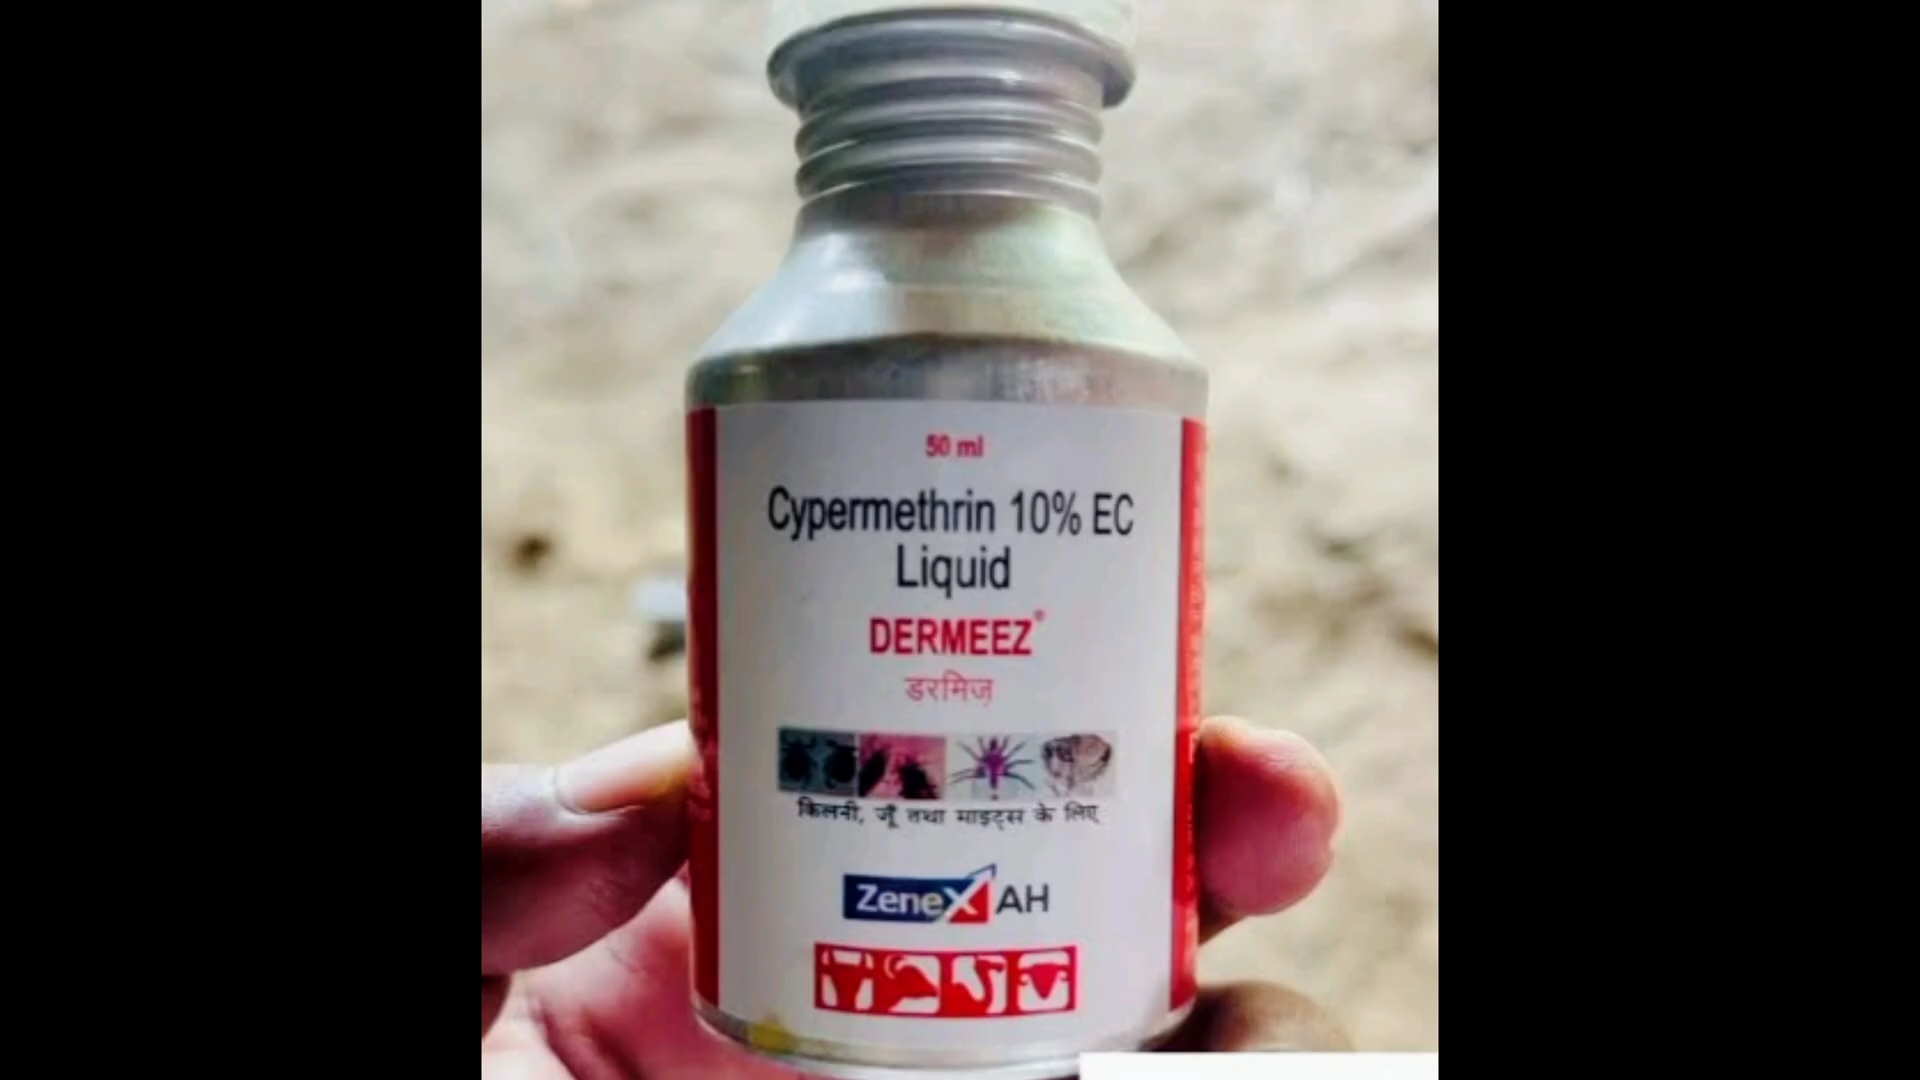 50 ml
Cypermethrin 10% EC
Liquid
DERMEEZ®
डरमिज़
किलनी, जूँ तथा माइट्स के लिए
Zenex AH